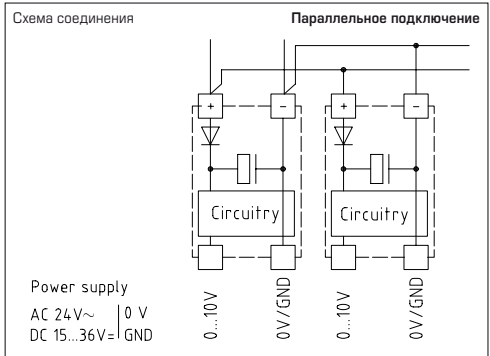 Схема соединения
Параллельное подключение
+
-
+
-
Circuitry
Circuitry
Power supply
AC 24V~ 0 V
DC 15...36V= GND
0...10V
0V/GND
0...10V
0V/GND